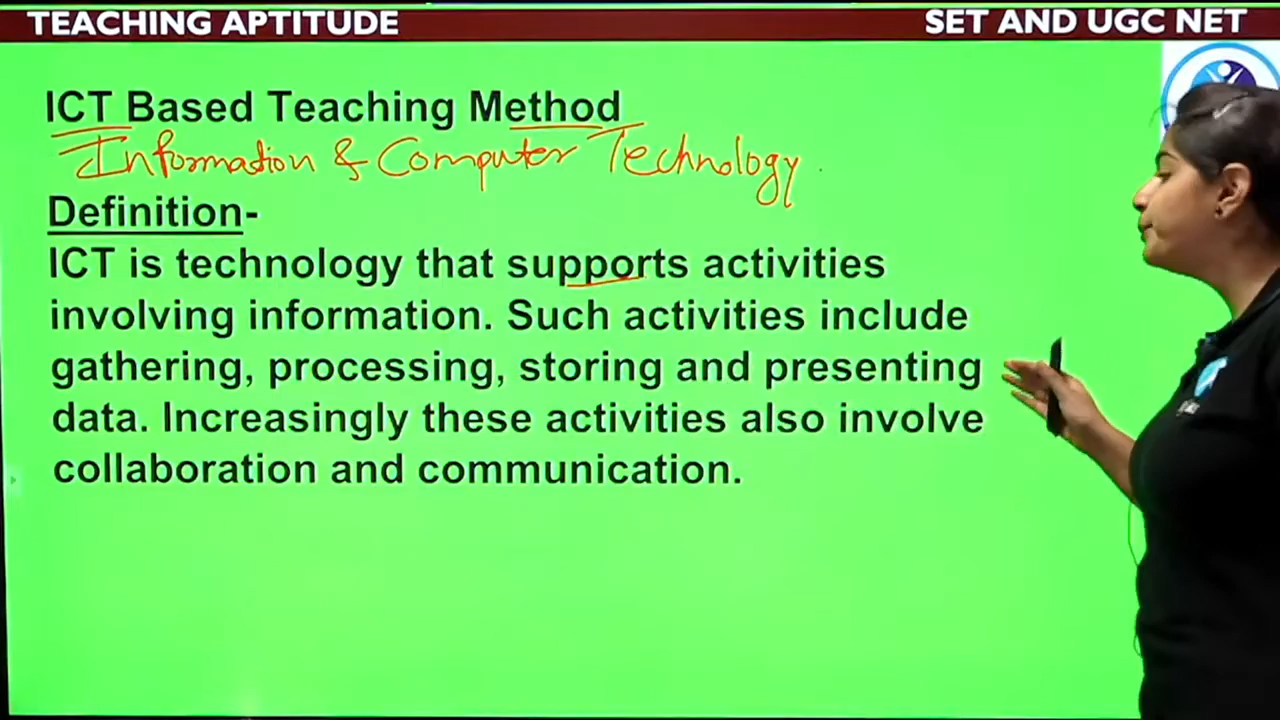 TEACHING APTITUDE
SET AND UGC NET
ICT Based Teaching Method
Information & Computer Technology
Definition-
ICT is technology that supports activities
involving information. Such activities include
gathering, processing, storing and presenting
data. Increasingly these activities also involve
collaboration and communication.